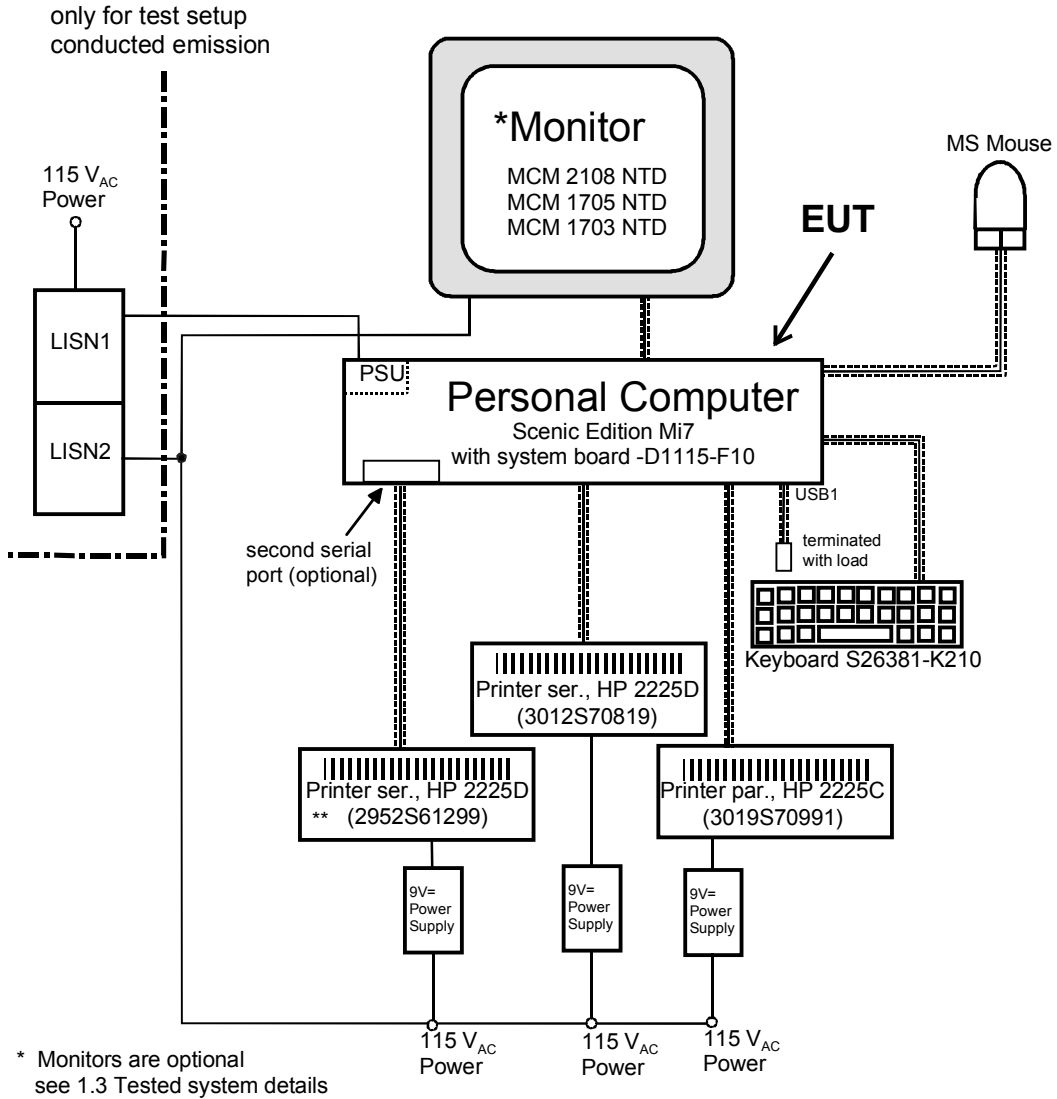 only for test setup
conducted emission
*Monitor
MCM 2108 NTD
MCM 1705 NTD
MCM 1703 NTD
MS Mouse
115 VAC
Power
EUT
LISN1
LISN2
PSU
Personal Computer
Scenic Edition Mi7
with system board -D1115-F10
USB1
second serial
port (optional)
terminated
with load
Keyboard S26381-K210
Printer ser., HP 2225D
(3012S70819)
Printer ser., HP 2225D
** (2952S61299)
Printer par., HP 2225C
(3019S70991)
9V=
Power
Supply
9V=
Power
Supply
9V=
Power
Supply
115 VAC
Power
115 VAC
Power
115 VAC
Power
* Monitors are optional
see 1.3 Tested system details